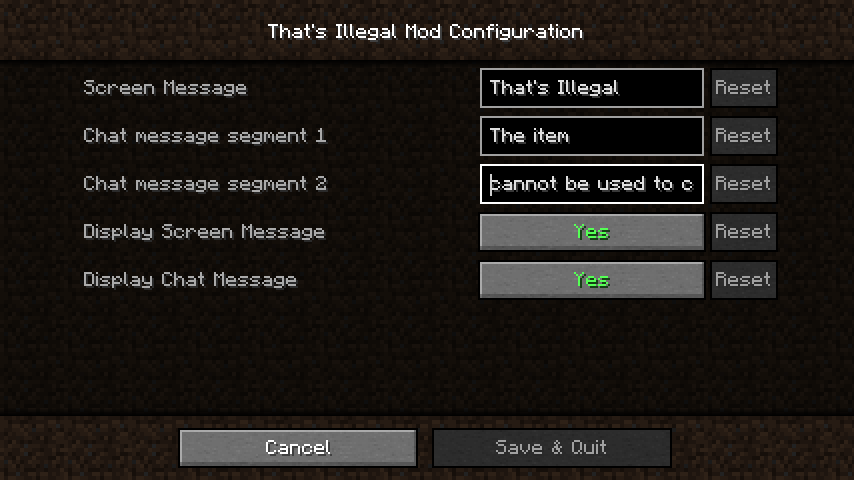 That's Illegal Mod Configuration
Screen Message That's Illegal Reset
Chat message segment 1 The item Reset
Chat message segment 2 cannot be used to c Reset
Display Screen Message Yes Reset
Display Chat Message Yes Reset
Cancel Save & Quit